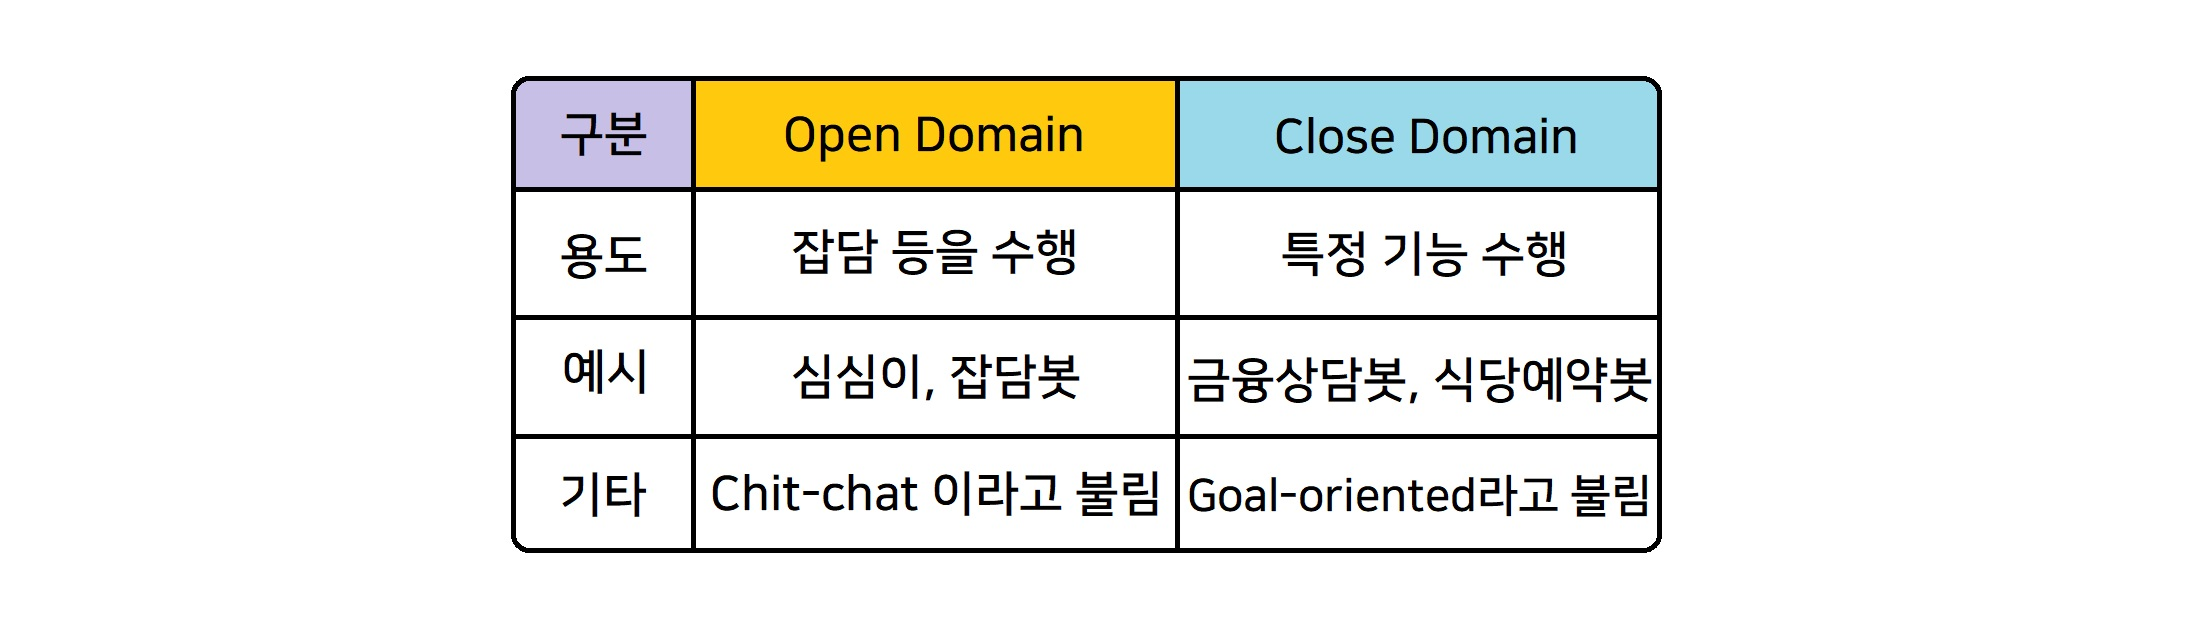 구분 Open Domain Close Domain
용도 잡담 등을 수행 특정 기능 수행
예시 심심이, 잡담봇 금융상담봇, 식당예약봇
기타 Chit-chat 이라고 불림 Goal-oriented라고 불림